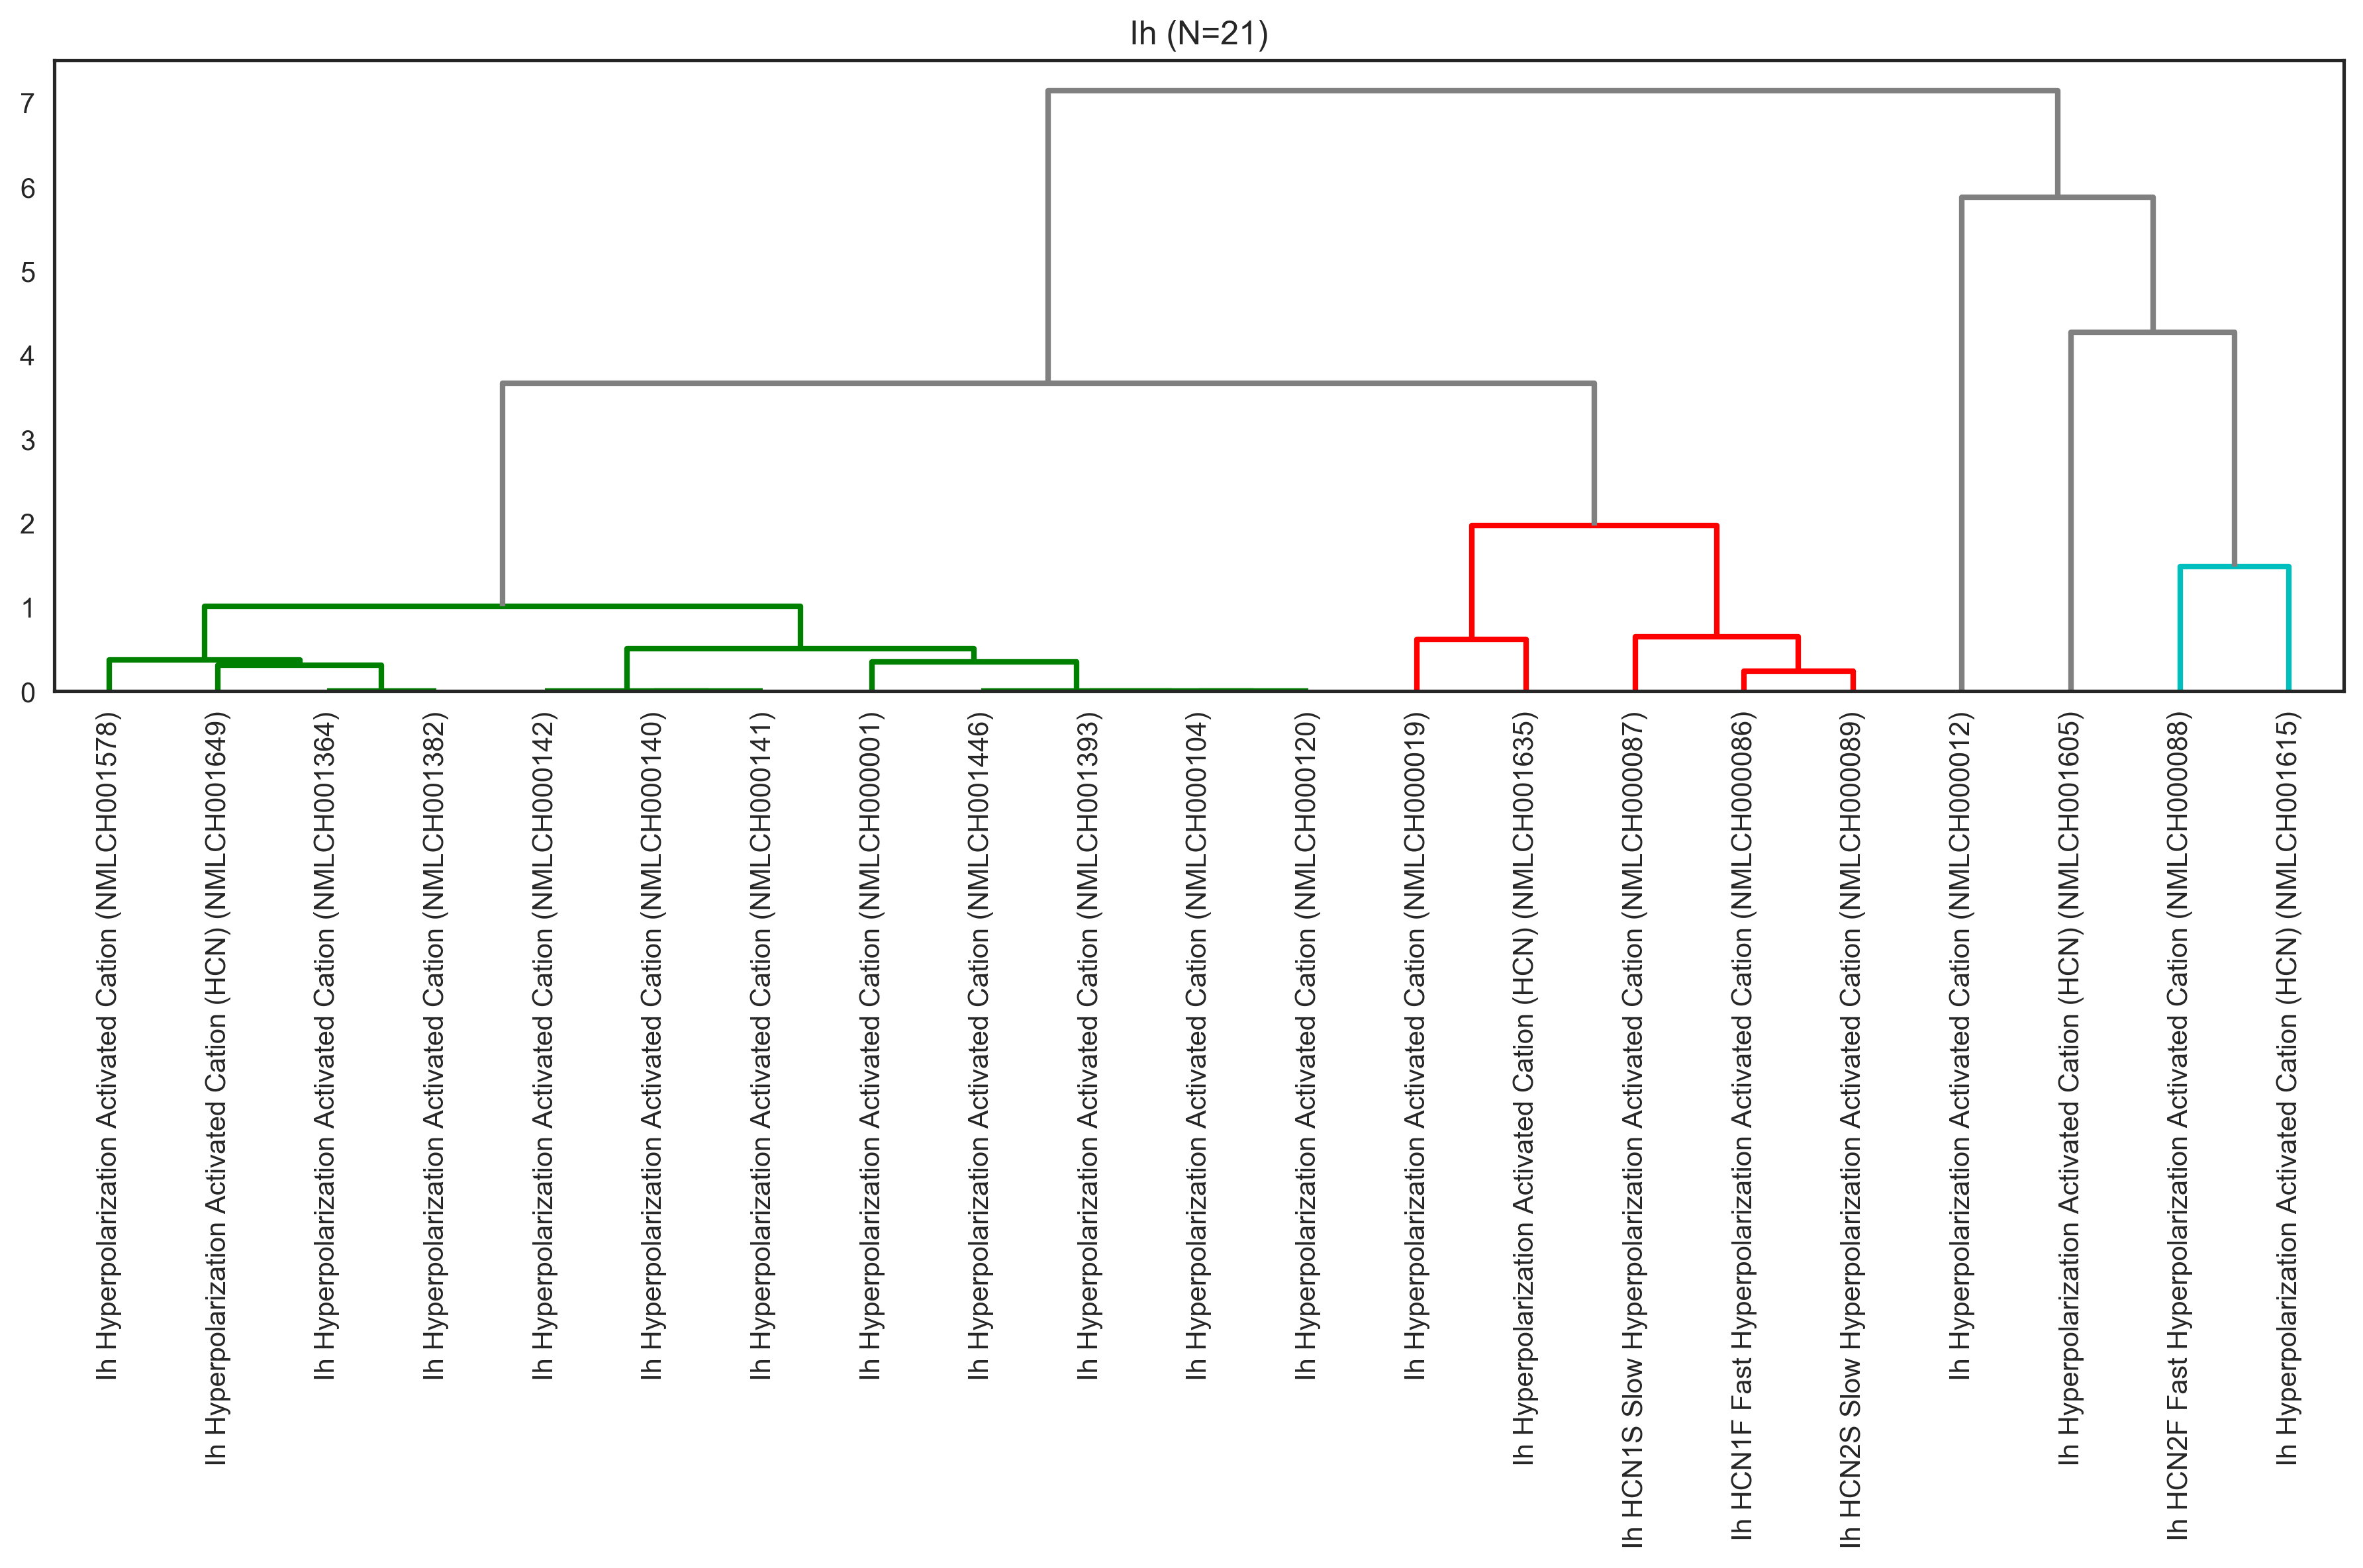 Ih (N=21)
7
6
5
4
3
2
1
0
Ih Hyperpolarization Activated Cation (NMLCH001578)
Ih Hyperpolarization Activated Cation (HCN) (NMLCH001649)
Ih Hyperpolarization Activated Cation (NMLCH001364)
Ih Hyperpolarization Activated Cation (NMLCH001382)
Ih Hyperpolarization Activated Cation (NMLCH000142)
Ih Hyperpolarization Activated Cation (NMLCH000140)
Ih Hyperpolarization Activated Cation (NMLCH000141)
Ih Hyperpolarization Activated Cation (NMLCH000001)
Ih Hyperpolarization Activated Cation (NMLCH001446)
Ih Hyperpolarization Activated Cation (NMLCH001393)
Ih Hyperpolarization Activated Cation (NMLCH000104)
Ih Hyperpolarization Activated Cation (NMLCH000120)
Ih Hyperpolarization Activated Cation (NMLCH000019)
Ih Hyperpolarization Activated Cation (HCN) (NMLCH001635)
Ih HCN1S Slow Hyperpolarization Activated Cation (NMLCH000087)
Ih HCN1F Fast Hyperpolarization Activated Cation (NMLCH000086)
Ih HCN2S Slow Hyperpolarization Activated Cation (NMLCH000089)
Ih Hyperpolarization Activated Cation (NMLCH000012)
Ih Hyperpolarization Activated Cation (HCN) (NMLCH001605)
Ih HCN2F Fast Hyperpolarization Activated Cation (NMLCH000088)
Ih Hyperpolarization Activated Cation (HCN) (NMLCH001615)